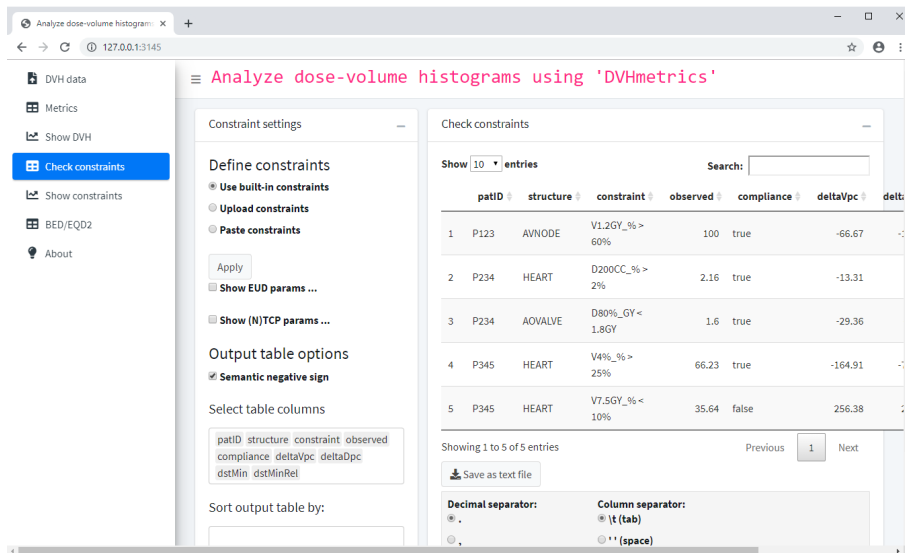 Analyze dose-volume histogram
127.0.0.1:3145
DVH data
Metrics
Show DVH
Check constraints
Show constraints
BED/EQD2
About
Analyze dose-volume histograms using 'DVHmetrics'
Constraint settings
Define constraints
Use built-in constraints
Upload constraints
Paste constraints
Apply
Show EUD params ...
Show (N)TCP params ...
Output table options
Semantic negative sign
Select table columns
patID structure constraint observed
compliance deltaVpc deltaDpc
dstMin dstMinRel
Sort output table by:
Check constraints
Show 10 entries
Search:
patID structure constraint observed compliance deltaVpc delta
1 P123 AVNODE V1.2GY_% > 100 true -66.67
60%
2 P234 HEART D200CC_% > 2.16 true -13.31
2%
3 P234 AOVALVE D80%_GY < 1.6 true -29.36
1.8GY
4 P345 HEART V4%_% > 66.23 true -164.91
25%
5 P345 HEART V7.5GY_% < 35.64 false 256.38
10%
Showing 1 to 5 of 5 entries
Previous 1 Next
Save as text file
Decimal separator:
.
,
Column separator:
\t (tab)
' ' (space)